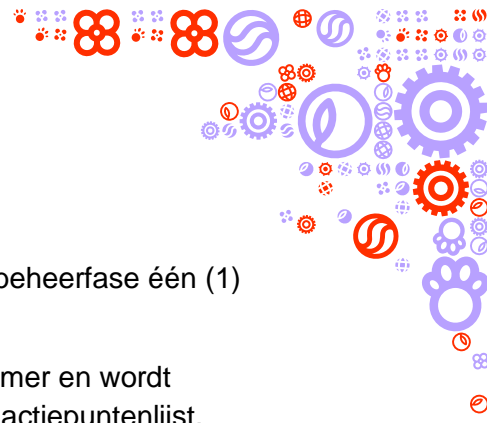 beheerfase één (1)
mer en wordt
actiepuntenlijst.